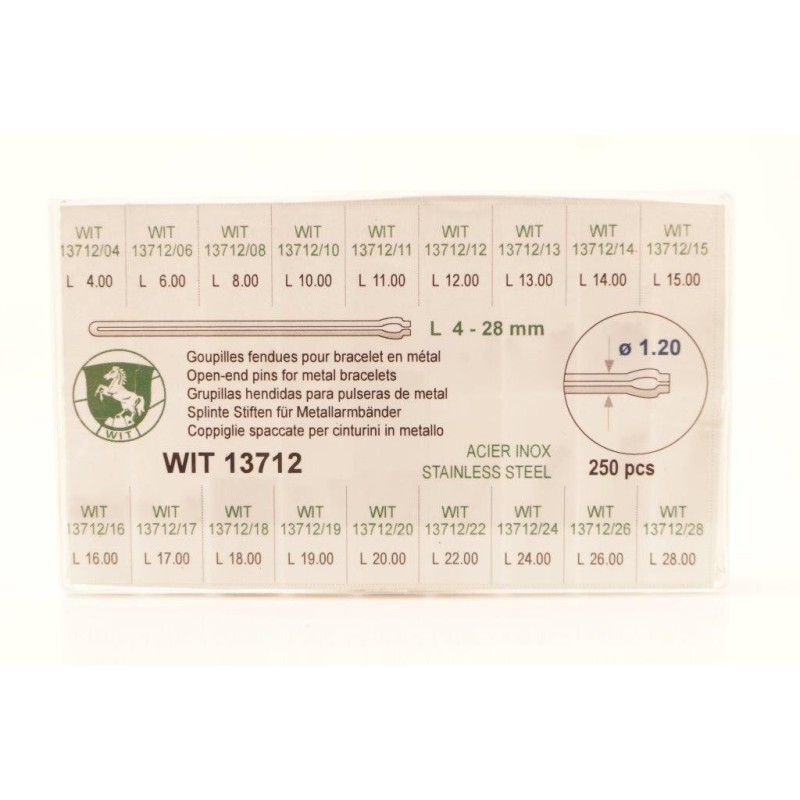 WIT WIT WIT WIT WIT WIT WIT WIT WIT
13712/04 13712/06 13712/08 13712/10 13712/11 13712/12 13712/13 13712/14 13712/15
L 4.00 L 6.00 L 8.00 L 10.00 L 11.00 L 12.00 L 13.00 L 14.00 L 15.00
L 4 - 28 mm
ø 1.20
Goupilles fendues pour bracelet en métal
Open-end pins for metal bracelets
Grupillas hendidas para pulseras de metal
Splinte Stiften für Metallarmbänder
Coppiglie spaccate per cinturini in metallo
WIT
WIT 13712
ACIER INOX
STAINLESS STEEL
250 pcs
WIT WIT WIT WIT WIT WIT WIT WIT WIT
13712/16 13712/17 13712/18 13712/19 13712/20 13712/22 13712/24 13712/26 13712/28
L 16.00 L 17.00 L 18.00 L 19.00 L 20.00 L 22.00 L 24.00 L 26.00 L 28.00